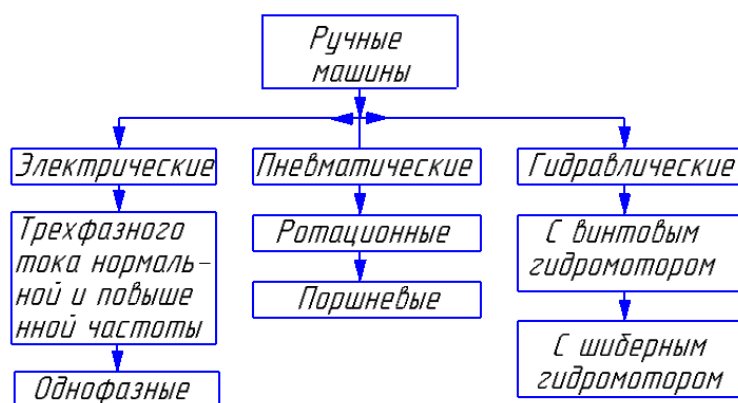 Ручные
машины
Электрические
Пневматические
Гидравлические
Трехфазного
тока нормаль-
ной и повыше
нной частоты
Однофазные
Ротационные
Поршневые
С винтовым
гидромотором
С шиберным
гидромотором